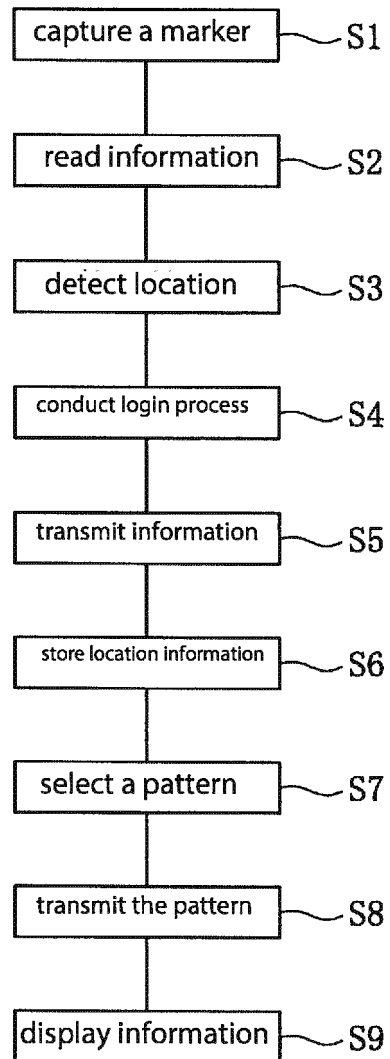 capture a marker S1
read information S2
detect location S3
conduct login process S4
transmit information S5
store location information S6
select a pattern S7
transmit the pattern S8
display information S9